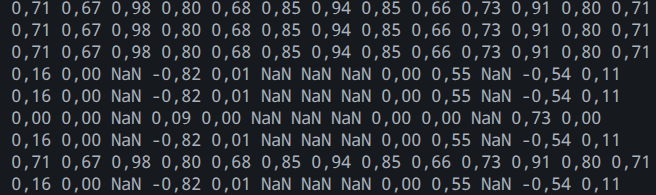 0,71 0,67 0,98 0,80 0,68 0,85 0,94 0,85 0,66 0,73 0,91 0,80 0,71
0,71 0,67 0,98 0,80 0,68 0,85 0,94 0,85 0,66 0,73 0,91 0,80 0,71
0,71 0,67 0,98 0,80 0,68 0,85 0,94 0,85 0,66 0,73 0,91 0,80 0,71
0,16 0,00 NaN -0,82 0,01 NaN NaN NaN 0,00 0,55 NaN -0,54 0,11
0,16 0,00 NaN -0,82 0,01 NaN NaN NaN 0,00 0,55 NaN -0,54 0,11
0,00 0,00 NaN 0,09 0,00 NaN NaN NaN 0,00 0,00 NaN 0,73 0,00
0,16 0,00 NaN -0,82 0,01 NaN NaN NaN 0,00 0,55 NaN -0,54 0,11
0,71 0,67 0,98 0,80 0,68 0,85 0,94 0,85 0,66 0,73 0,91 0,80 0,71
0,16 0,00 NaN -0,82 0,01 NaN NaN NaN 0,00 0,55 NaN -0,54 0,11